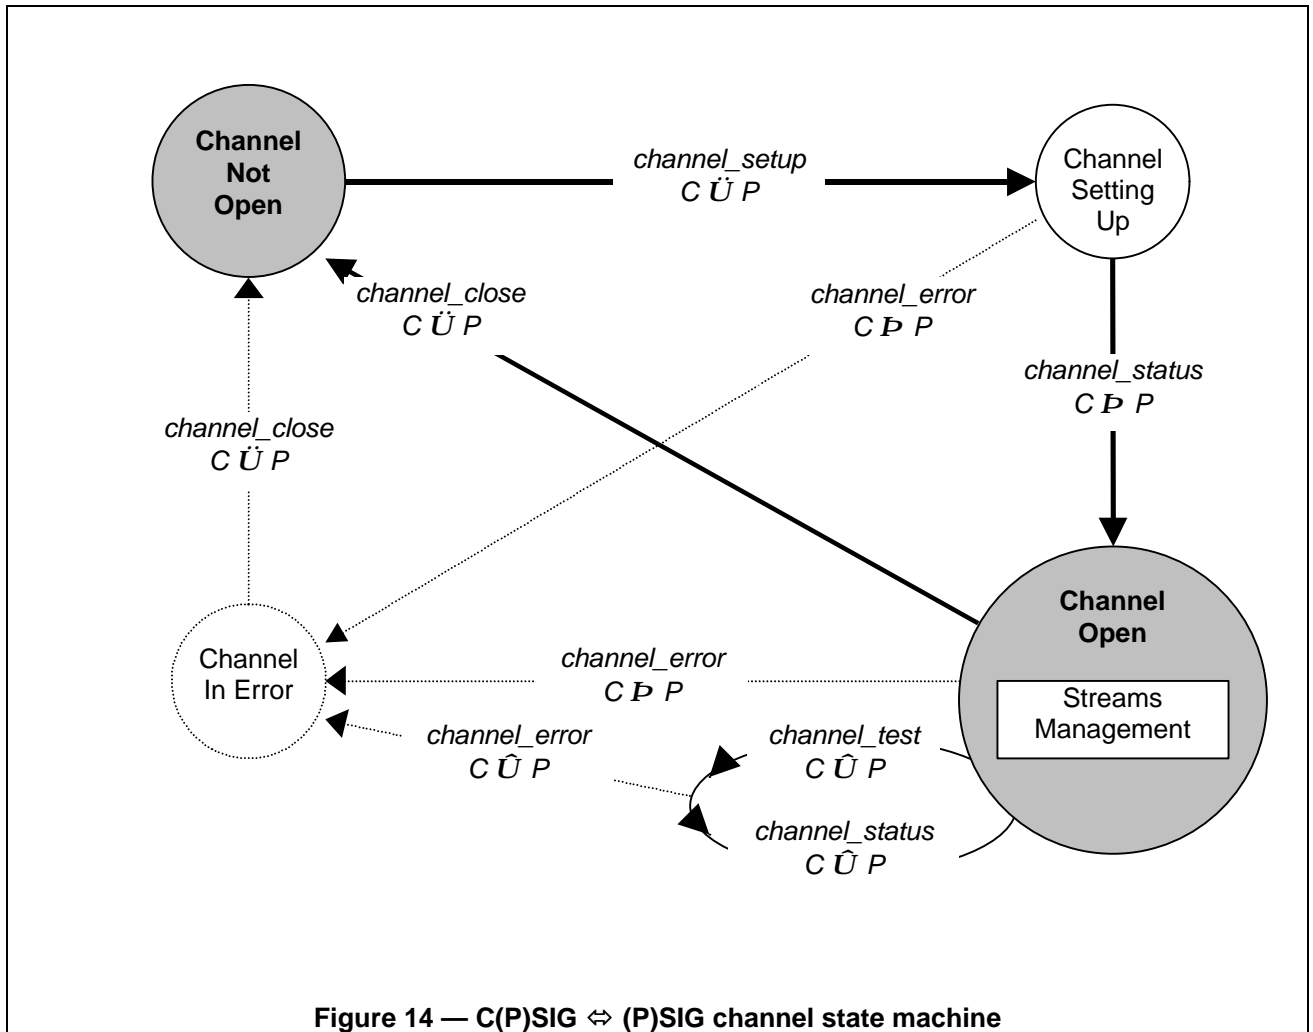 Channel
Not
Open
channel_setup
C Ü P
Channel
Setting
Up
channel_close
C Ü P
channel_error
C Þ P
channel_status
C Þ P
channel_close
C Ü P
Channel
In Error
channel_error
C Þ P
channel_error
C Û P
channel_test
C Û P
channel_status
C Û P
Channel
Open
Streams
Management
Figure 14 — C(P)SIG ⇔ (P)SIG channel state machine